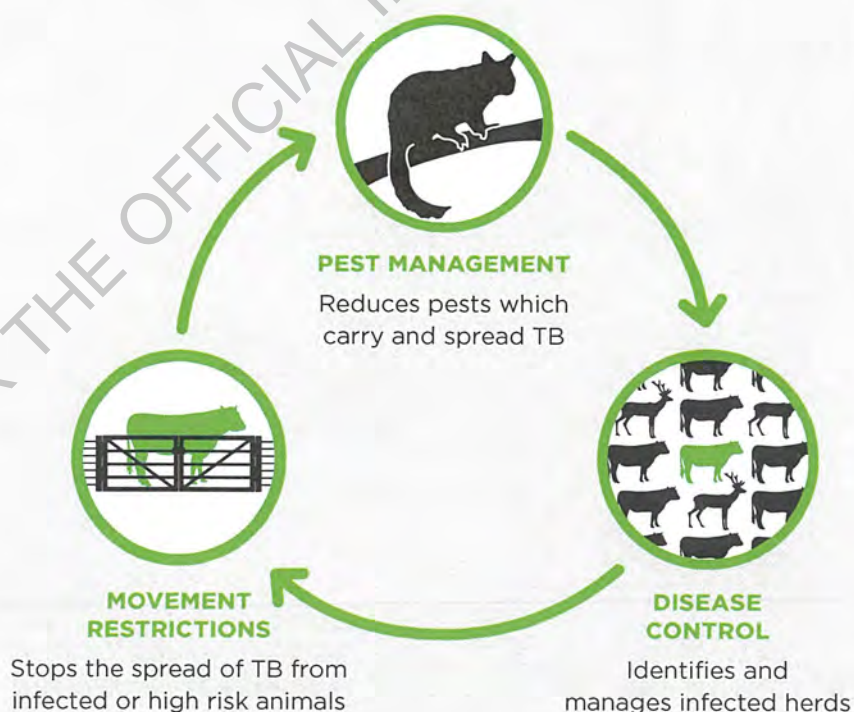 THE OFFICIAL
PEST MANAGEMENT
Reduces pests which
carry and spread TB
MOVEMENT
RESTRICTIONS
Stops the spread of TB from
infected or high risk animals
DISEASE
CONTROL
Identifies and
manages infected herds